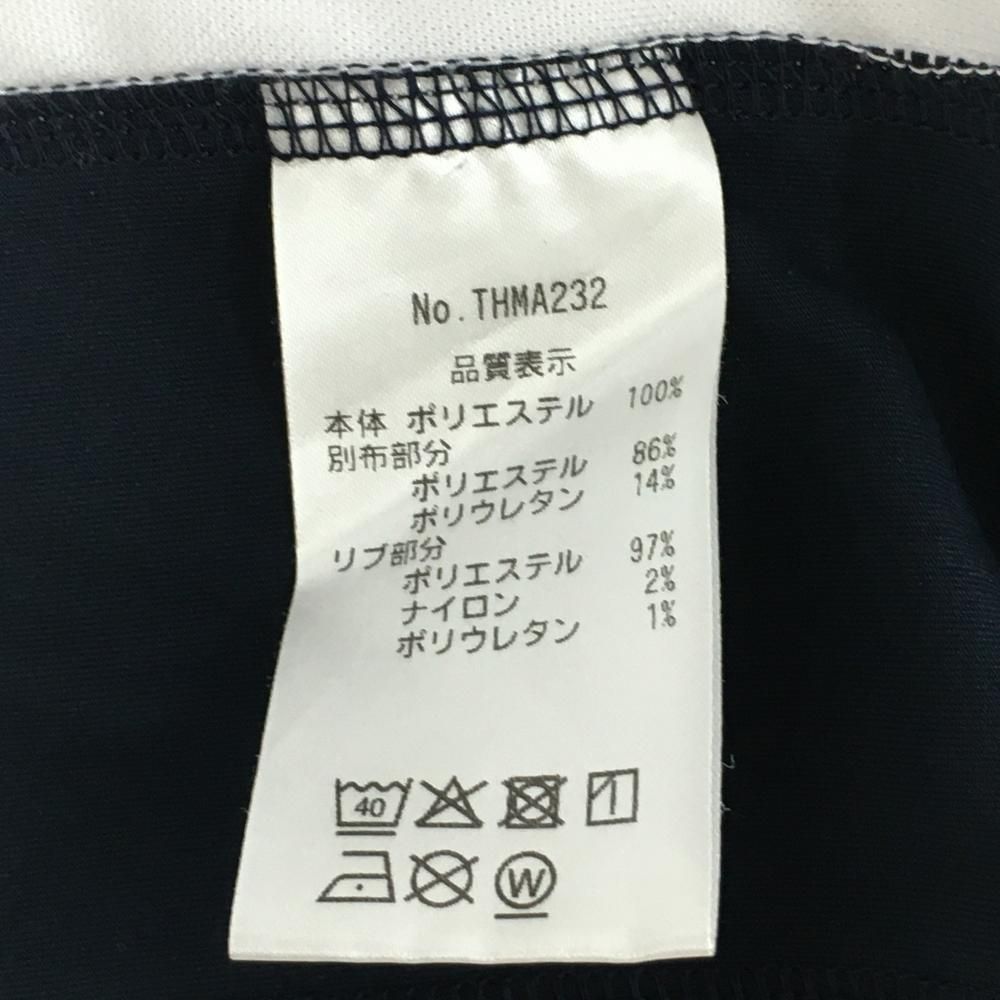 No.THMA232
品質表示
本体 ポリエステル 100%
別布部分
ポリエステル 86%
ポリウレタン 14%
リブ部分
ポリエステル 97%
ナイロン 2%
ポリウレタン 1%
40
W